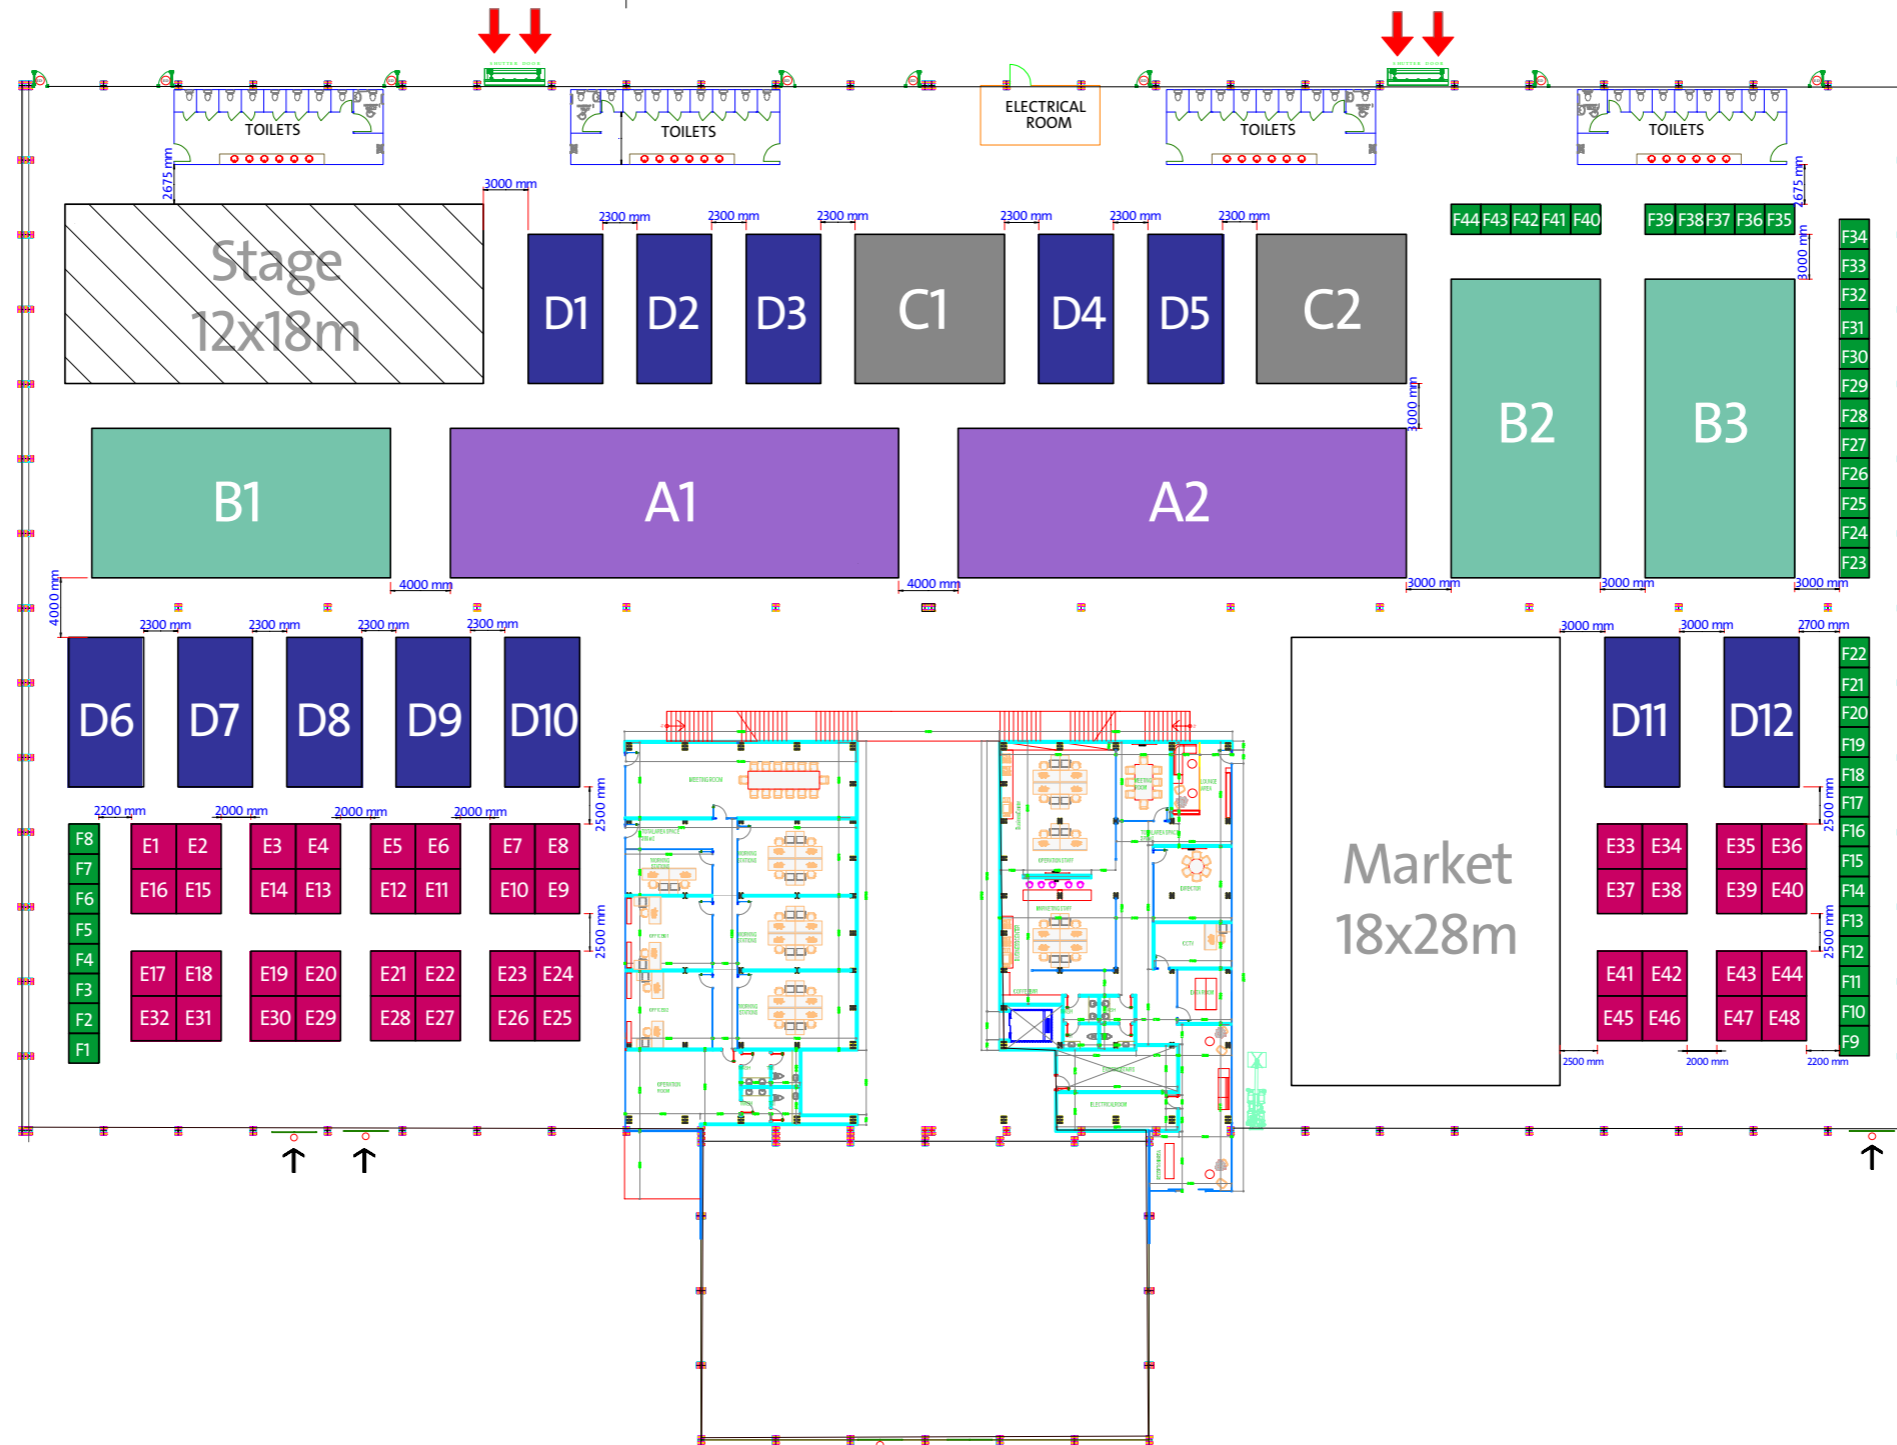 SHUTTER DOOR
SHUTTER DOOR
TOILETS
TOILETS
ELECTRICAL
ROOM
TOILETS
TOILETS
2675 mm
3000 mm
2675 mm
2300 mm
2300 mm
2300 mm
2300 mm
2300 mm
2300 mm
F44 F43 F42 F41 F40
F39 F38 F37 F36 F35
3000 mm
Stage
12x18m
D1
D2
D3
C1
D4
D5
C2
3000 mm
B1
A1
A2
B2
B3
F34
F33
F32
F31
F30
F29
F28
F27
F26
F25
F24
F23
4000 mm
4000 mm
4000 mm
3000 mm
3000 mm
3000 mm
2300 mm
2300 mm
2300 mm
2300 mm
3000 mm
3000 mm
2700 mm
D6
D7
D8
D9
D10
D11
D12
F22
F21
F20
F19
F18
F17
F16
F15
F14
F13
F12
F11
F10
F9
2200 mm
2000 mm
2000 mm
2000 mm
2500 mm
2500 mm
F8
F7
F6
F5
F4
F3
F2
F1
E1 E2 E3 E4 E5 E6 E7 E8
E16 E15 E14 E13 E12 E11 E10 E9
2500 mm
E17 E18 E19 E20 E21 E22 E23 E24
E32 E31 E30 E29 E28 E27 E26 E25
MEETING ROOM
Market
18x28m
E33 E34 E35 E36
E37 E38 E39 E40
2500 mm
E41 E42 E43 E44
E45 E46 E47 E48
2500 mm
2000 mm
2200 mm